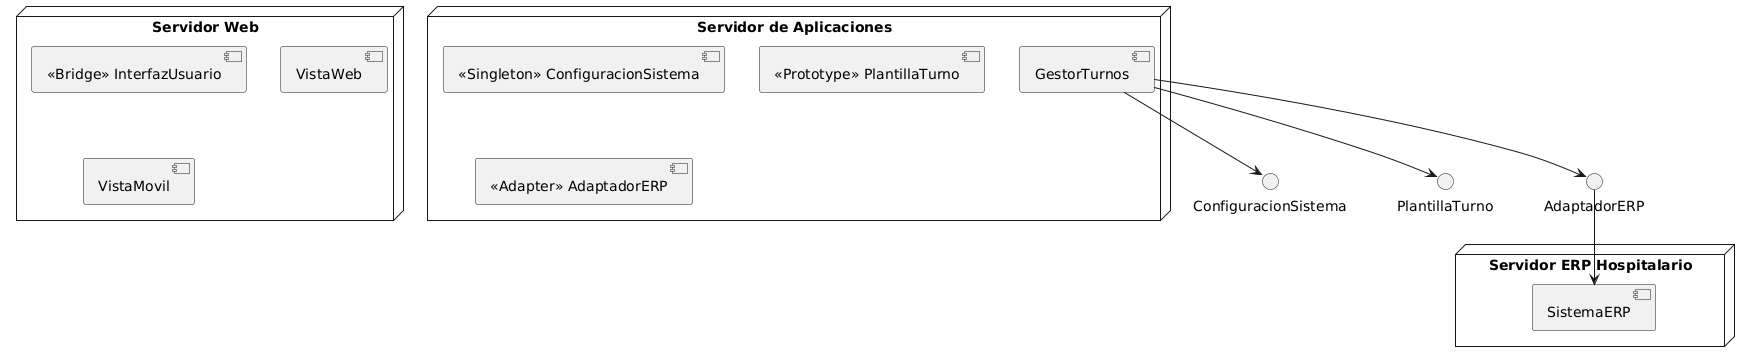 Servidor Web
«Bridge» InterfazUsuario
VistaWeb
VistaMovil
Servidor de Aplicaciones
«Singleton» ConfiguracionSistema
«Prototype» PlantillaTurno
GestorTurnos
«Adapter» AdaptadorERP
ConfiguracionSistema
PlantillaTurno
AdaptadorERP
Servidor ERP Hospitalario
SistemaERP